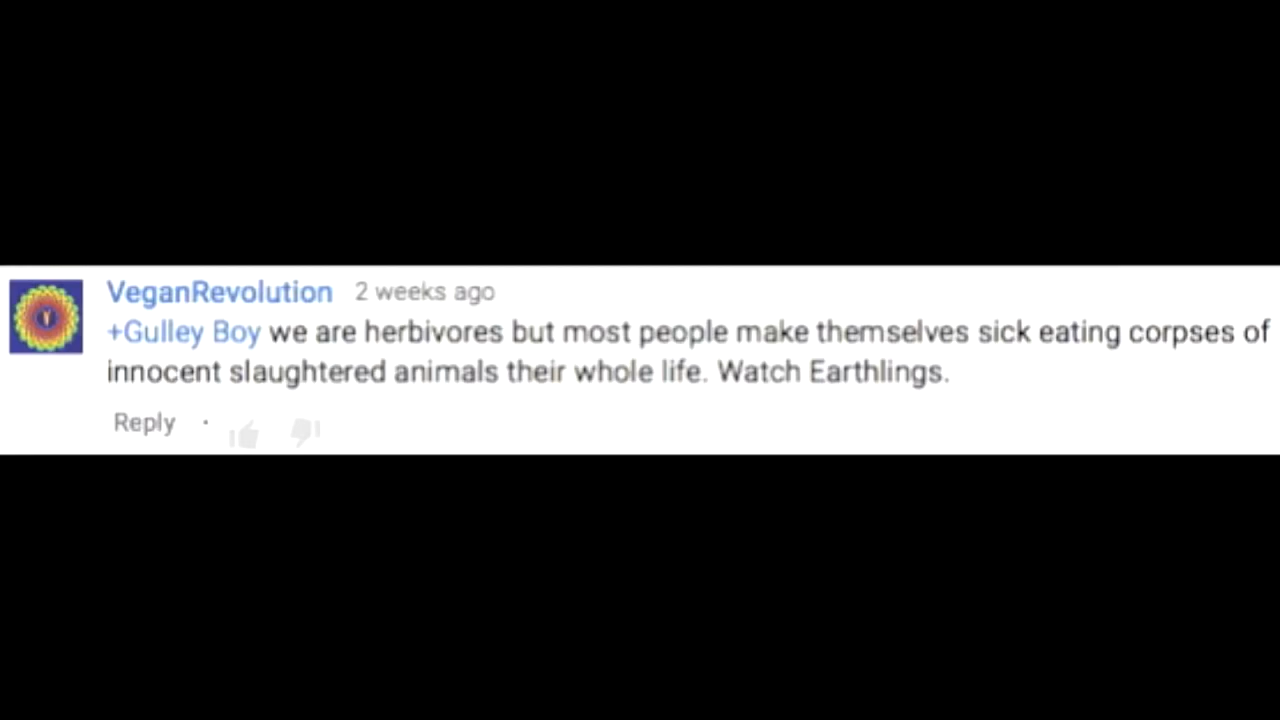 VeganRevolution 2 weeks ago
+Gulley Boy we are herbivores but most people make themselves sick eating corpses of
innocent slaughtered animals their whole life. Watch Earthlings.
Reply ·